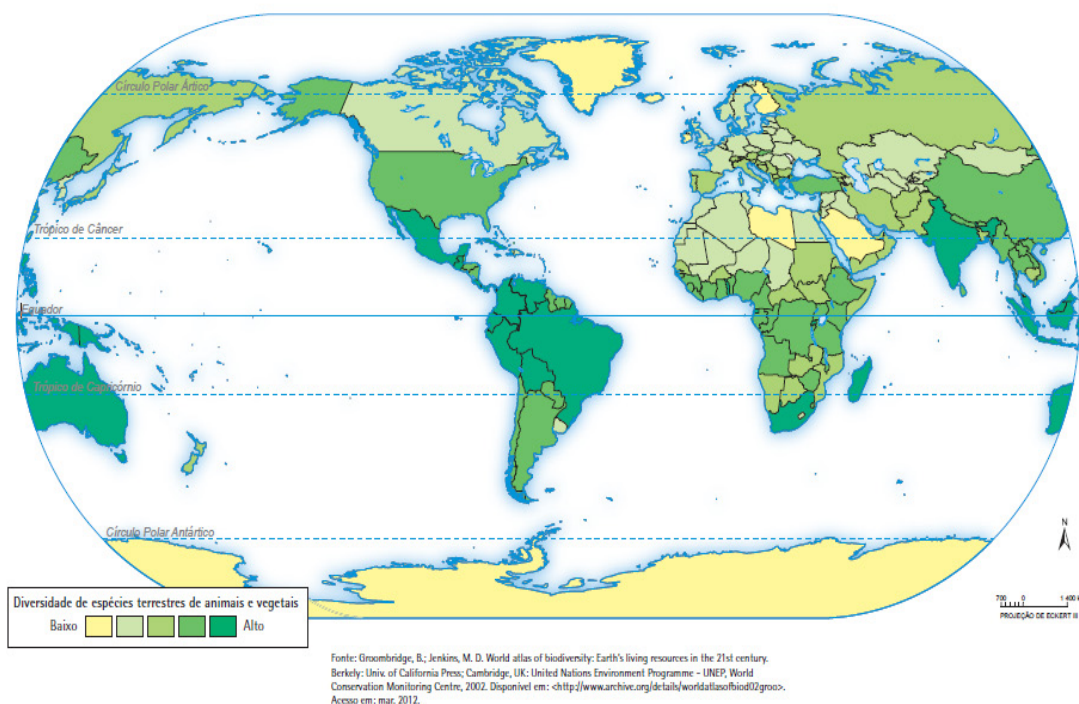 Círculo Polar Ártico
Trópico de Câncer
Equador
Trópico de Capricórnio
Círculo Polar Antártico
N
700 0 1 400 k
PROJEÇÃO DE ECKERT III
Diversidade de espécies terrestres de animais e vegetais
Baixo Alto
Fonte: Groombridge, B.; Jenkins, M. D. World atlas of biodiversity: Earth's living resources in the 21st century.
Berkely: Univ. of California Press; Cambridge, UK: United Nations Environment Programme - UNEP, World
Conservation Monitoring Centre, 2002. Disponível em: <http://www.archive.org/details/worldatlasofbiod02groo>.
Acesso em: mar. 2012.